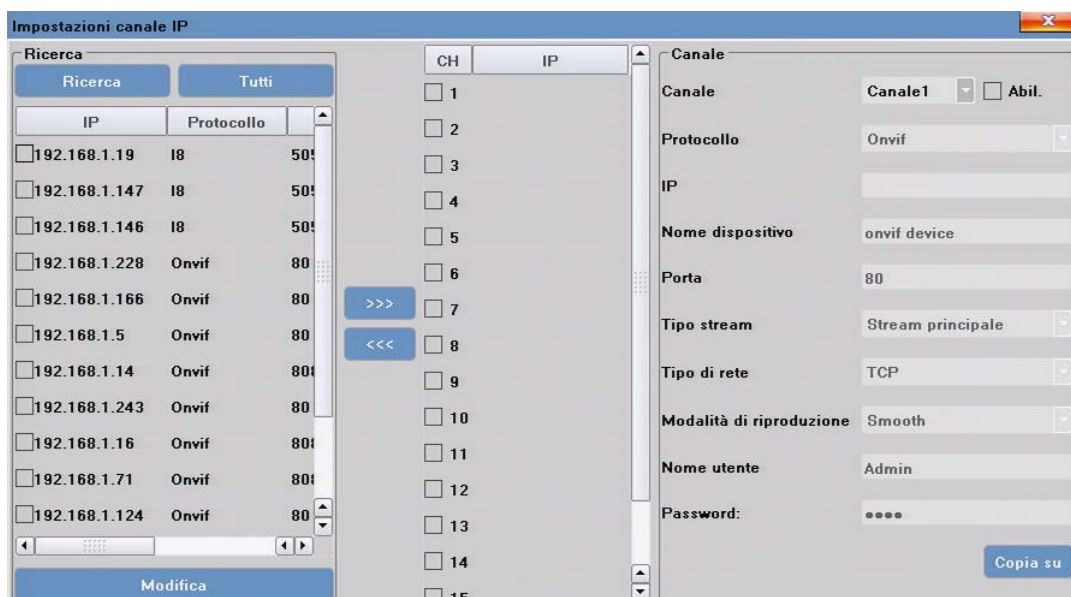 Impostazioni canale IP
Ricerca
Ricerca Tutti
IP Protocollo
192.168.1.19 I8
192.168.1.147 I8
192.168.1.146 I8
192.168.1.228 Onvif 80
192.168.1.166 Onvif 80
192.168.1.5 Onvif 80
192.168.1.14 Onvif
192.168.1.243 Onvif 80
192.168.1.16 Onvif
192.168.1.71 Onvif
192.168.1.124 Onvif 80
Modifica
>>>
<<<
CH IP
1
2
3
4
5
6
7
8
9
10
11
12
13
14
Canale
Canale Canale1 Abil.
Protocollo Onvif
IP
Nome dispositivo onvif device
Porta 80
Tipo stream Stream principale
Tipo di rete TCP
Modalità di riproduzione Smooth
Nome utente Admin
Password: ●●●●
Copia su